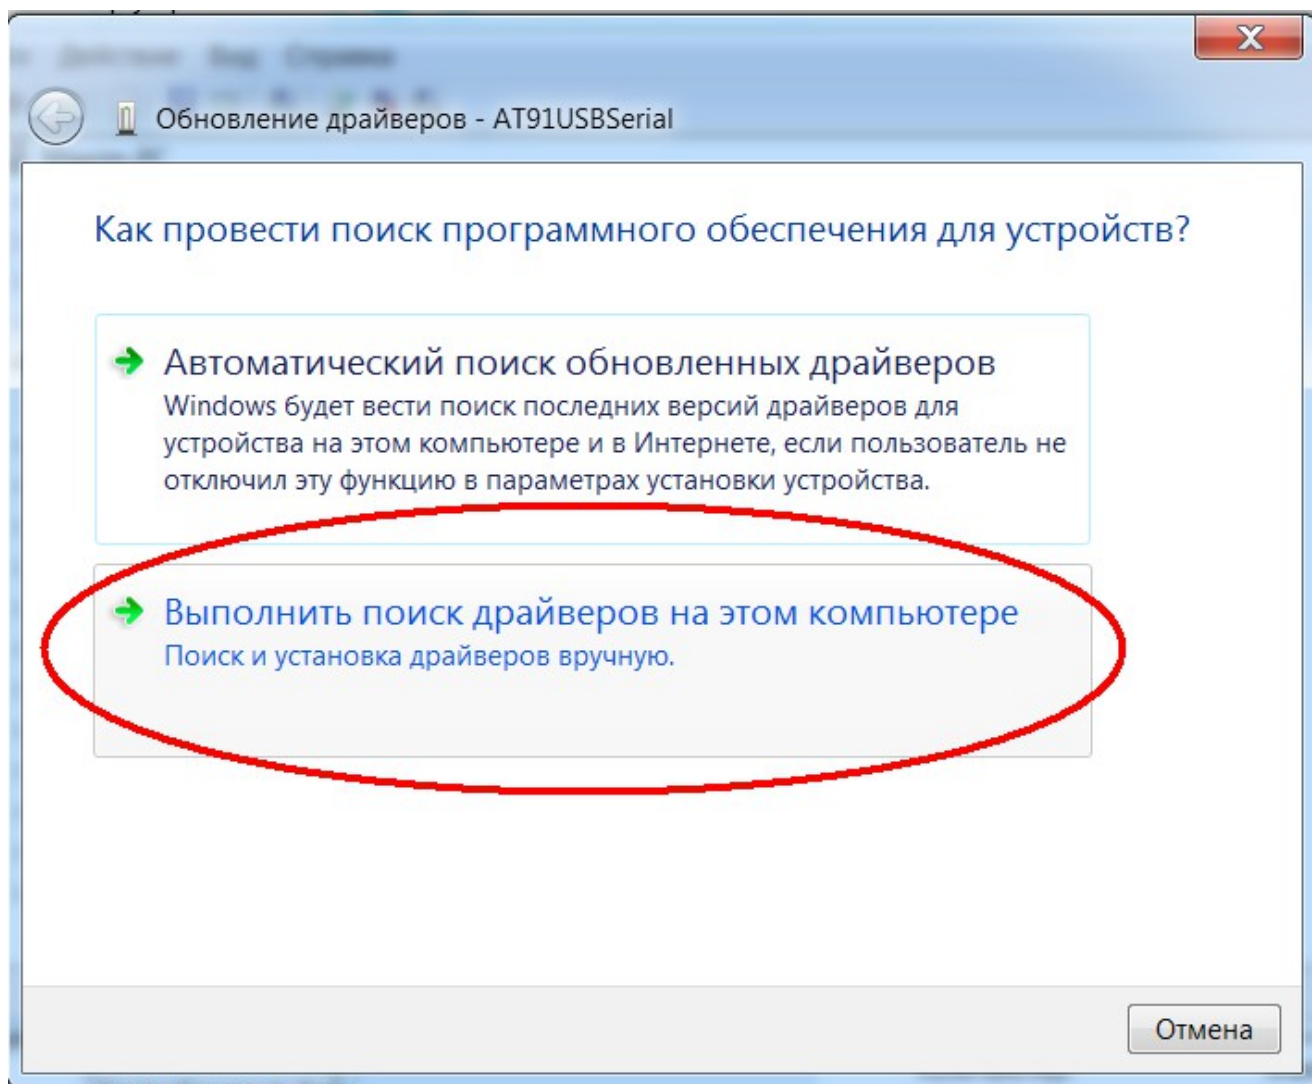 Обновление драйверов - AT91USBSerial
Как провести поиск программного обеспечения для устройств?
Автоматический поиск обновленных драйверов
Windows будет вести поиск последних версий драйверов для
устройства на этом компьютере и в Интернете, если пользователь не
отключил эту функцию в параметрах установки устройства.
Выполнить поиск драйверов на этом компьютере
Поиск и установка драйверов вручную.
Отмена